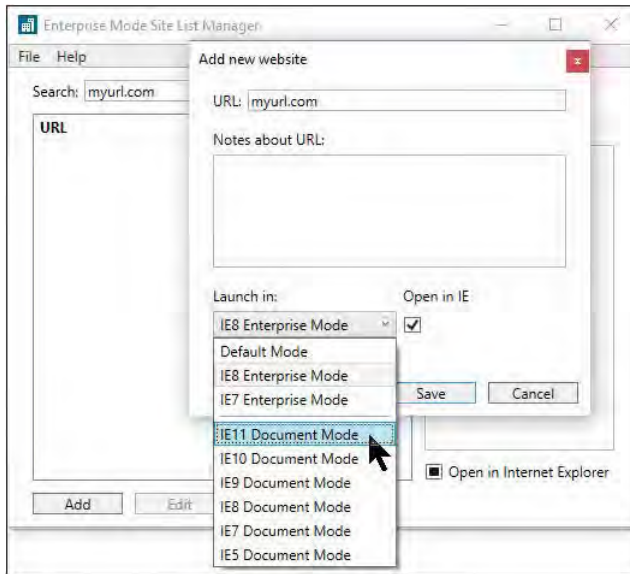 Enterprise Mode Site List Manager
File Help
Add new website
Search: myurl.com
URL: myurl.com
URL
Notes about URL:
Launch in:
Open in IE
IE8 Enterprise Mode
Default Mode
IE8 Enterprise Mode
IE7 Enterprise Mode
Save Cancel
IE11 Document Mode
IE10 Document Mode
IE9 Document Mode
Open in Internet Explorer
IE8 Document Mode
Add Edit
IE7 Document Mode
IE5 Document Mode